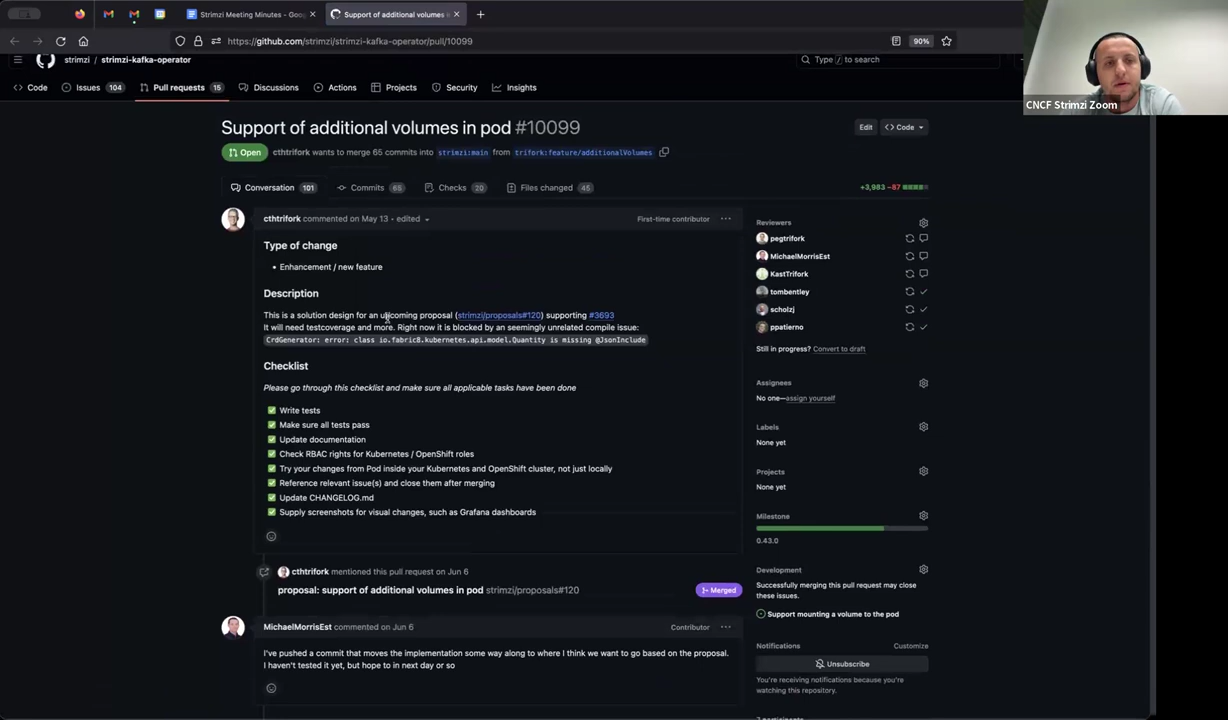 Strimzi Meeting Minutes - Goo
Support of additional volumes i
https://github.com/strimzi/strimzi-kafka-operator/pull/10099
90%
CNCF Strimzi Zoom
strimzi / strimzi-kafka-operator
Type / to search
Code
Issues 104
Pull requests 15
Discussions
Actions
Projects
Security
Insights
Support of additional volumes in pod #10099
Edit
Code
Open
cthtrifork wants to merge 65 commits into strimzi:main from trifork:feature/additionalVolumes
Conversation 101
Commits 65
Checks 20
Files changed 45
+3,983 -87
cthtrifork commented on May 13 • edited
First-time contributor
Type of change
• Enhancement / new feature
Description
This is a solution design for an upcoming proposal (strimzi/proposals#120) supporting #3693
It will need testcoverage and more. Right now it is blocked by an seemingly unrelated compile issue:
CrdGenerator: error: class io.fabric8.kubernetes.api.model.Quantity is missing @JsonInclude
Checklist
Please go through this checklist and make sure all applicable tasks have been done
Write tests
Make sure all tests pass
Update documentation
Check RBAC rights for Kubernetes / OpenShift roles
Try your changes from Pod inside your Kubernetes and OpenShift cluster, not just locally
Reference relevant issue(s) and close them after merging
Update CHANGELOG.md
Supply screenshots for visual changes, such as Grafana dashboards
cthtrifork mentioned this pull request on Jun 6
proposal: support of additional volumes in pod strimzi/proposals#120
Merged
MichaelMorrisEst commented on Jun 6
Contributor
I've pushed a commit that moves the implementation some way along to where I think we want to go based on the proposal.
I haven't tested it yet, but hope to in next day or so
Reviewers
pegtrifork
MichaelMorrisEst
KastTrifork
tombentley
scholzj
ppatierno
Still in progress? Convert to draft
Assignees
No one—assign yourself
Labels
None yet
Projects
None yet
Milestone
0.43.0
Development
Successfully merging this pull request may close
these issues.
Support mounting a volume to the pod
Notifications
Customize
Unsubscribe
You're receiving notifications because you're
watching this repository.